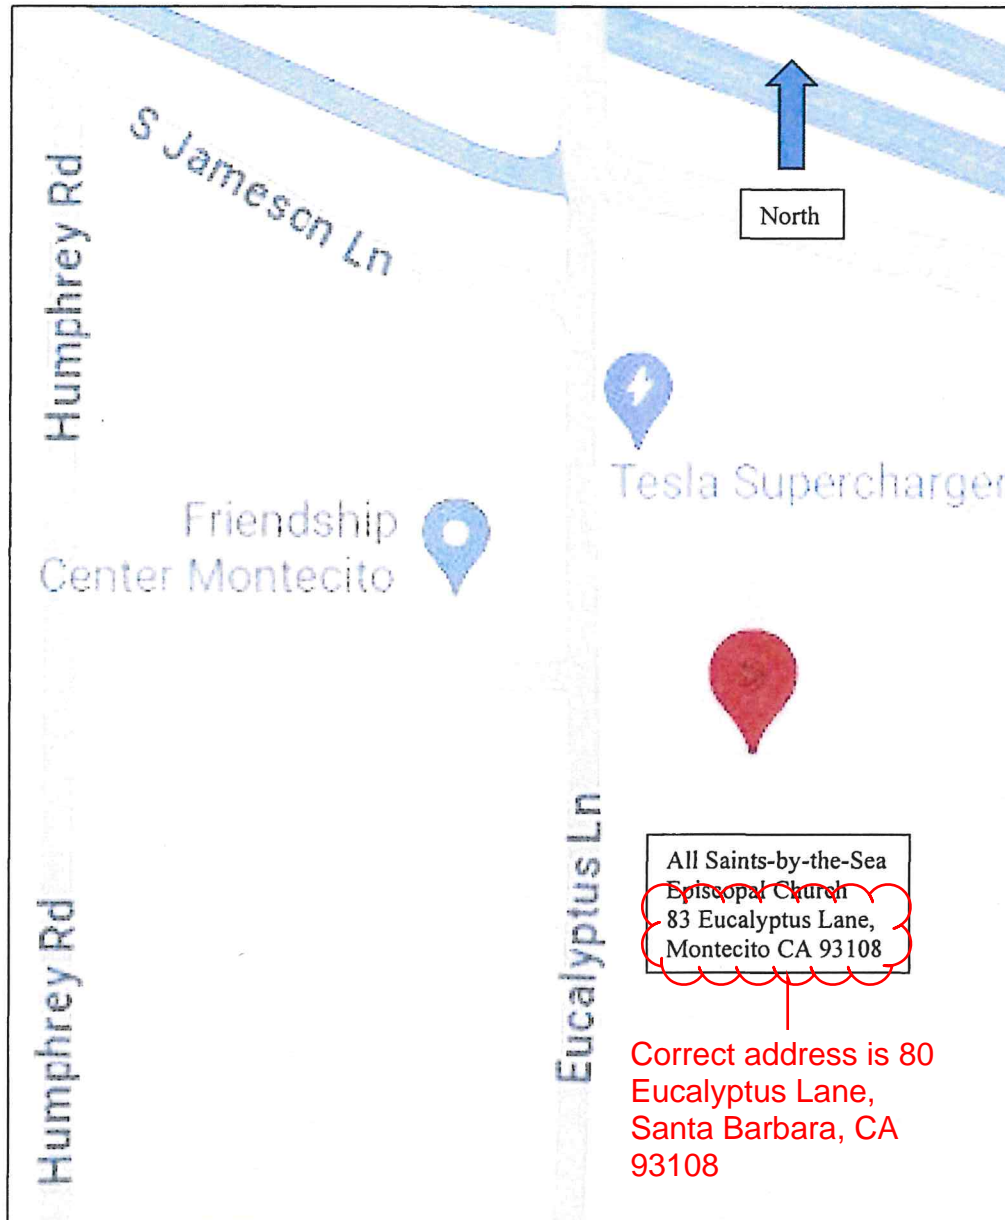 S Jameson Ln
Humphrey Rd
North
Tesla Supercharger
Friendship
Center Montecito
Eucalyptus Ln
All Saints-by-the-Sea
Episcopal Church
83 Eucalyptus Lane,
Montecito CA 93108
Humphrey Rd
Correct address is 80
Eucalyptus Lane,
Santa Barbara, CA
93108